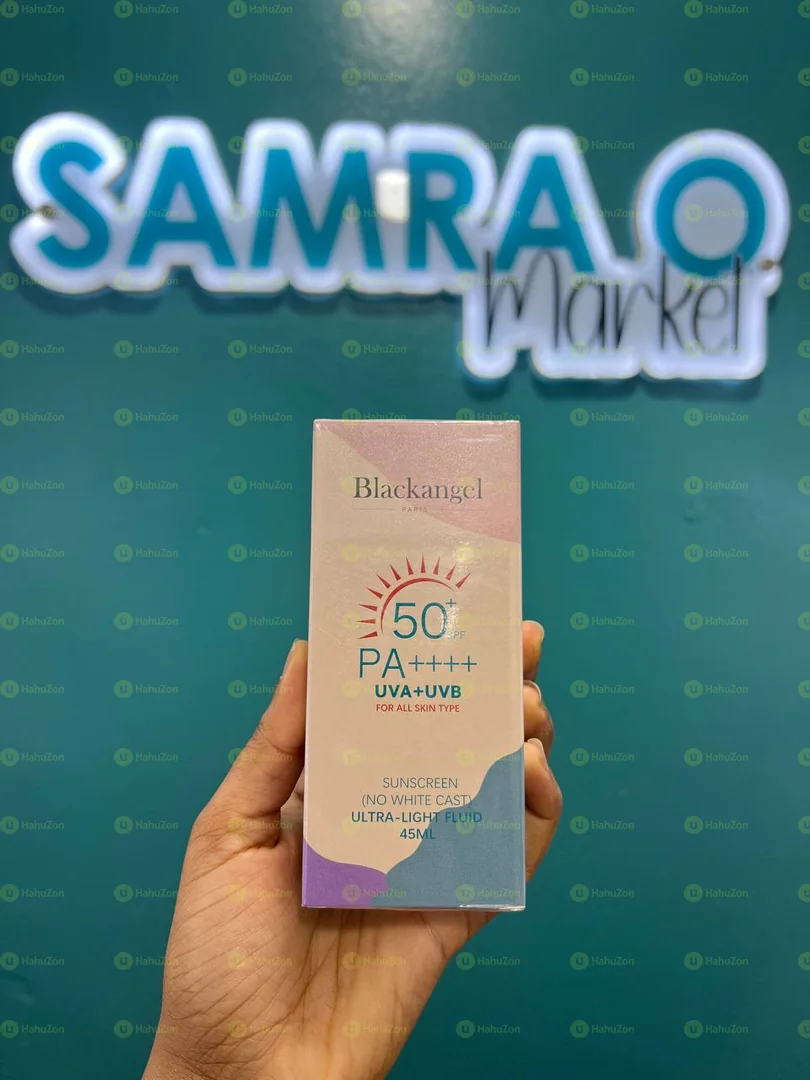 SAMRA O
Market
Blackangel
PARIS
50+
SPF
PA++++
UVA+UVB
FOR ALL SKIN TYPE
SUNSCREEN
(NO WHITE CAST)
ULTRA-LIGHT FLUID
45ML
HahuZon